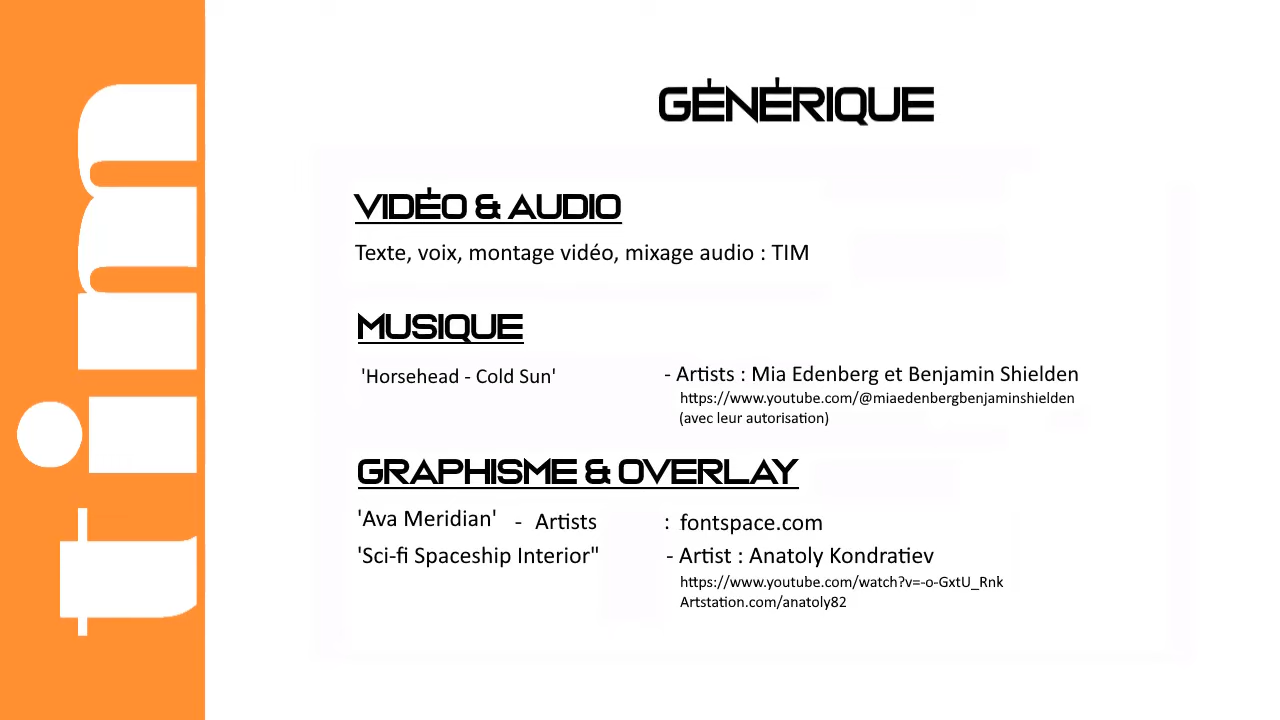 tim
GÉNÉRIQUE
VIDÉO & AUDIO
Texte, voix, montage vidéo, mixage audio : TIM
MUSIQUE
'Horsehead - Cold Sun' - Artists : Mia Edenberg et Benjamin Shielden
https://www.youtube.com/@miaedenbergbenjaminshielden
(avec leur autorisation)
GRAPHISME & OVERLAY
'Ava Meridian' - Artists : fontspace.com
'Sci-fi Spaceship Interior" - Artist : Anatoly Kondratiev
https://www.youtube.com/watch?v=-o-GxtU_Rnk
Artstation.com/anatoly82